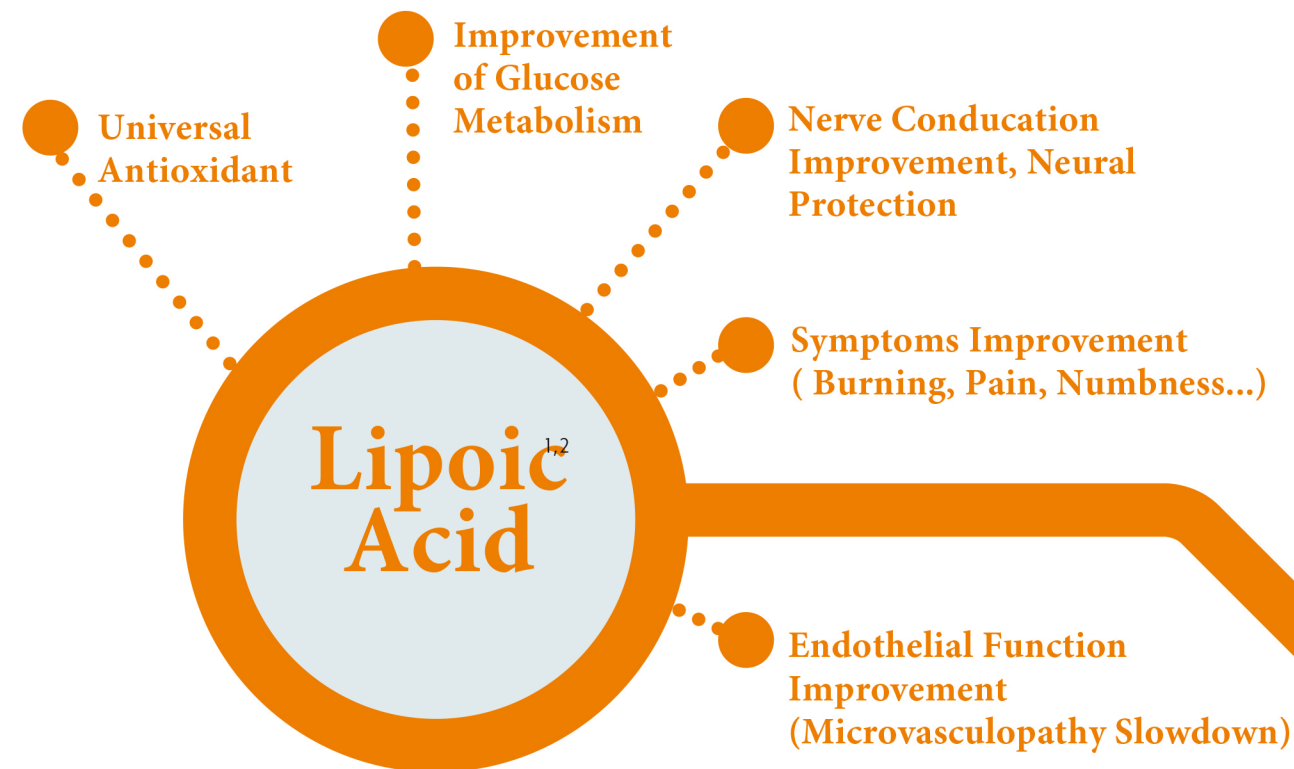 Improvement
of Glucose
Metabolism
Universal
Antioxidant
Nerve Conducation
Improvement, Neural
Protection
Symptoms Improvement
( Burning, Pain, Numbness...)
Lipoic 1,2
Acid
Endothelial Function
Improvement
(Microvasculopathy Slowdown)